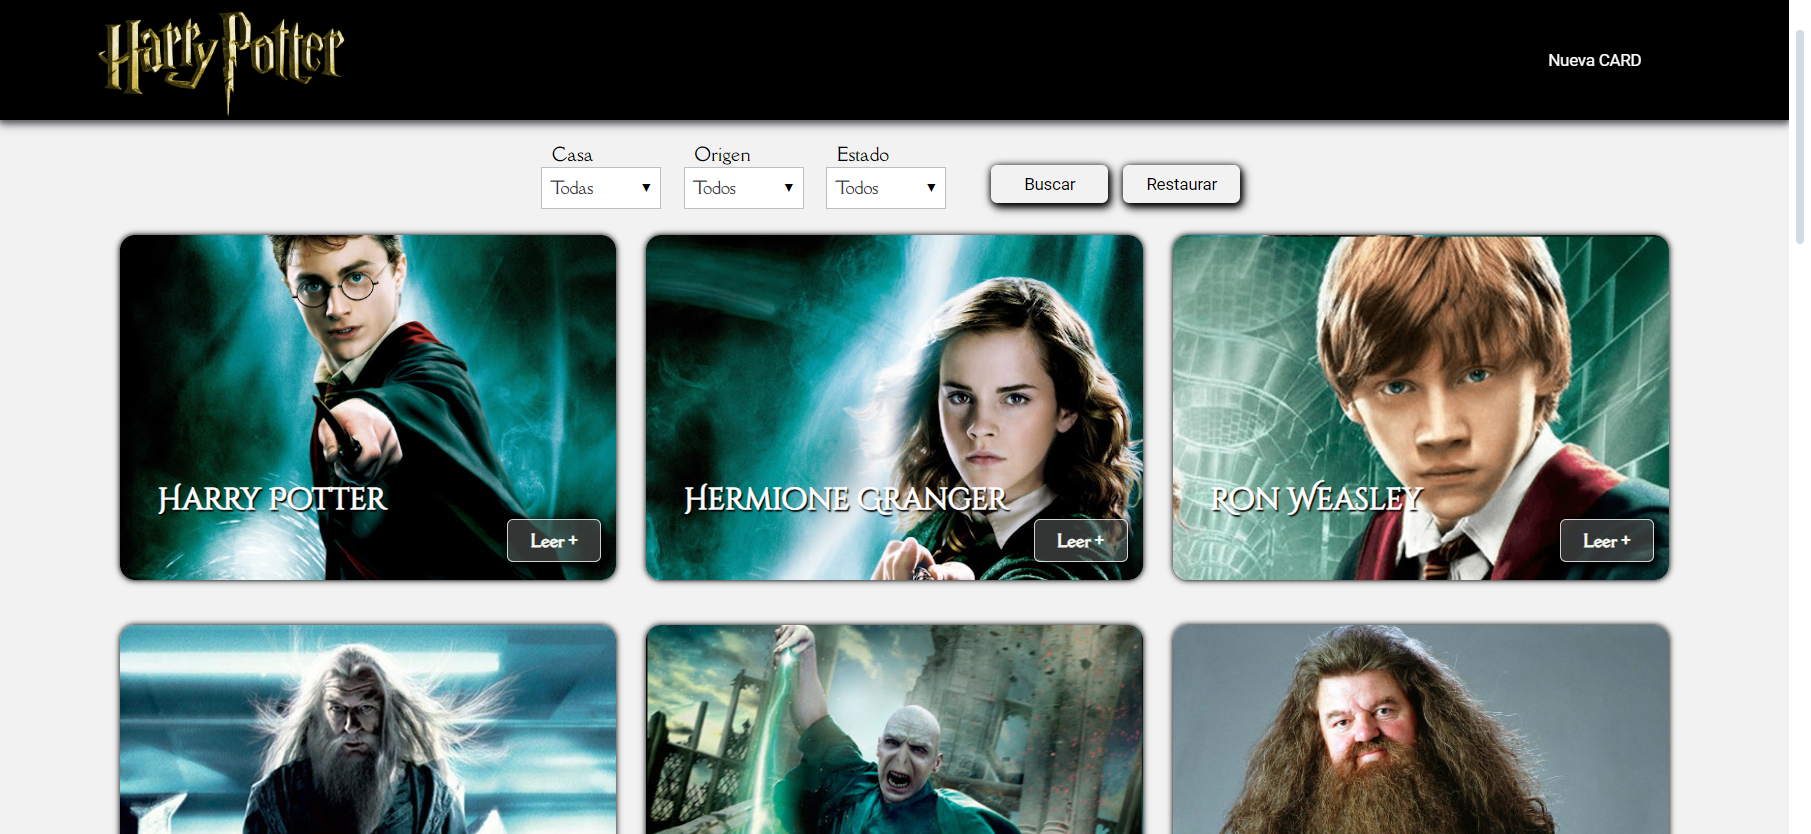 Harry Potter
Nueva CARD
Casa
Origen
Estado
Todas
Todos
Todos
Buscar
Restaurar
Harry Potter
Leer +
Hermione Granger
Leer +
Ron Weasley
Leer +